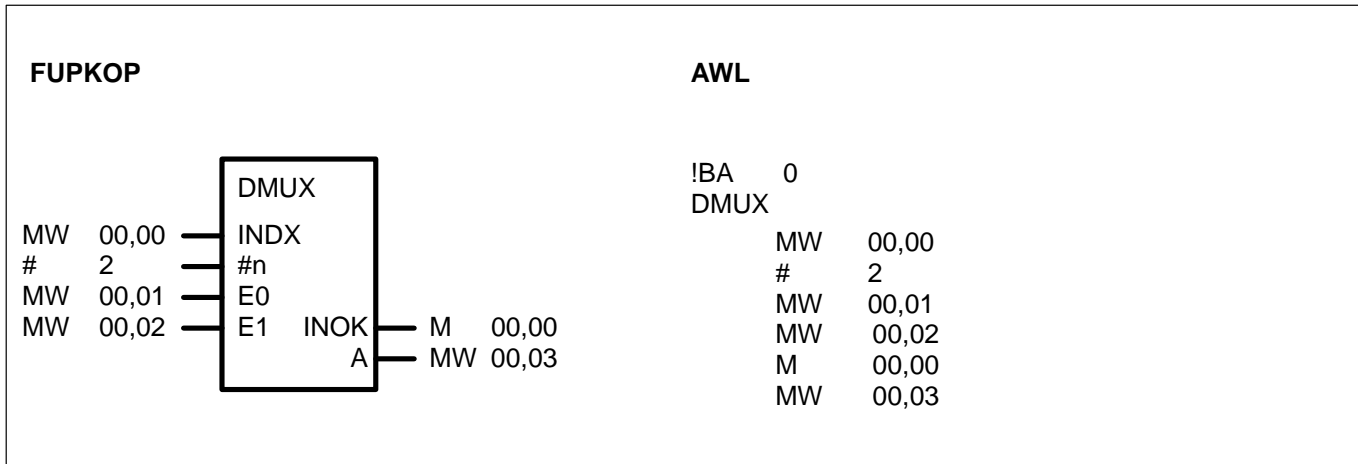 FUPKOP
DMUX
MW 00,00 INDX
# 2 #n
MW 00,01 E0
MW 00,02 E1 INOK M 00,00
A MW 00,03
AWL
!BA 0
DMUX
MW 00,00
# 2
MW 00,01
MW 00,02
M 00,00
MW 00,03